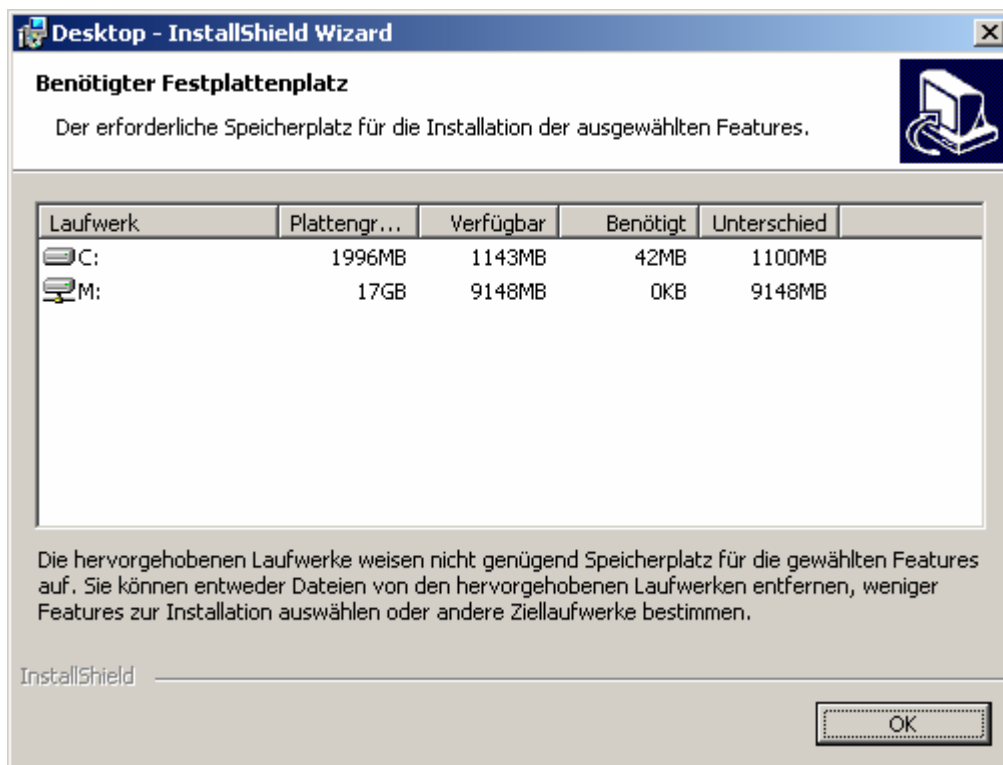 Desktop - InstallShield Wizard
Benötigter Festplattenplatz
Der erforderliche Speicherplatz für die Installation der ausgewählten Features.
Laufwerk Plattengr... Verfügbar Benötigt Unterschied
C: 1996MB 1143MB 42MB 1100MB
M: 17GB 9148MB 0KB 9148MB
Die hervorgehobenen Laufwerke weisen nicht genügend Speicherplatz für die gewählten Features
auf. Sie können entweder Dateien von den hervorgehobenen Laufwerken entfernen, weniger
Features zur Installation auswählen oder andere Ziellaufwerke bestimmen.
InstallShield
OK